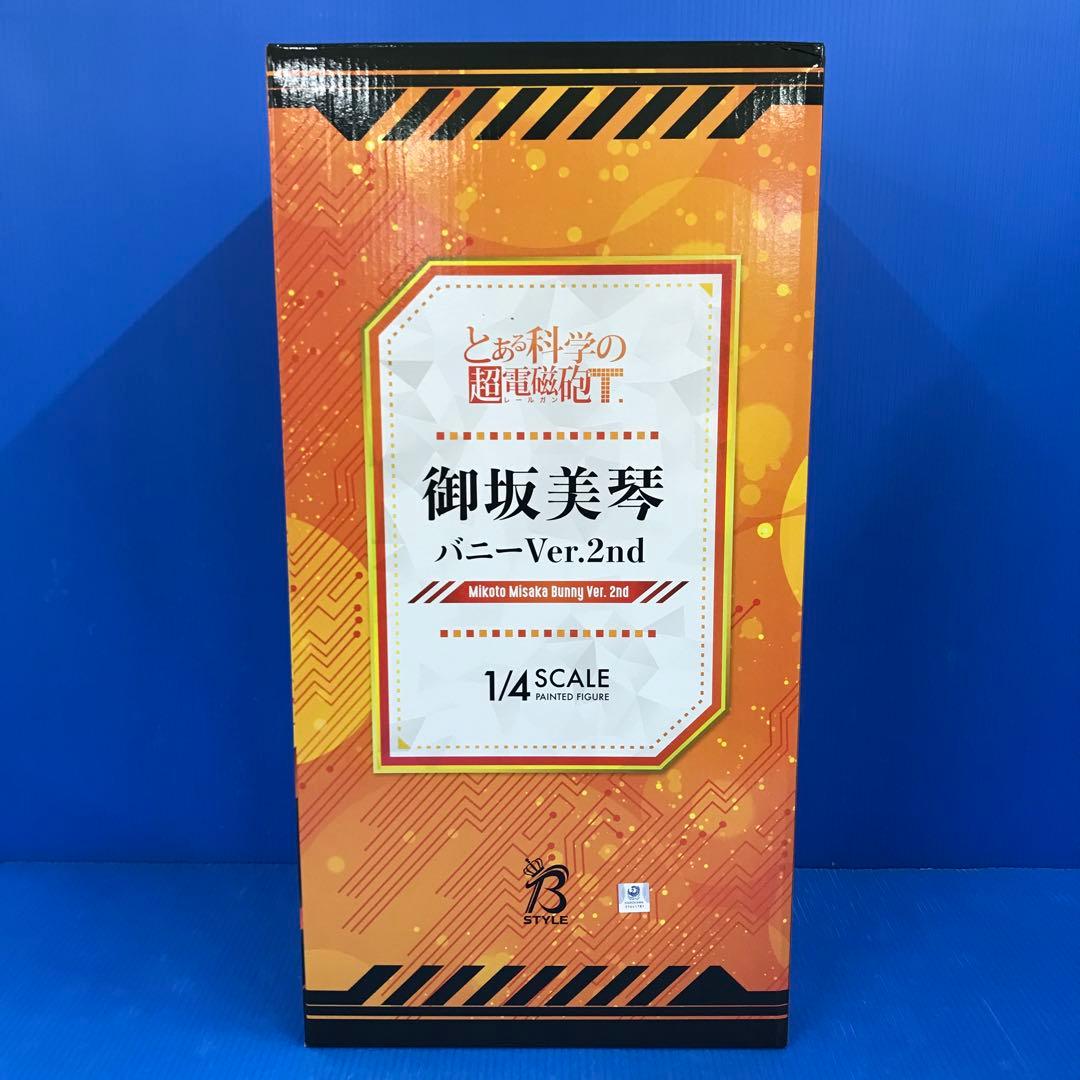 とある科学の
超電磁砲T.
レールガン
御坂美琴
バニーVer.2nd
Mikoto Misaka Bunny Ver. 2nd
1/4 SCALE
PAINTED FIGURE
B
STYLE